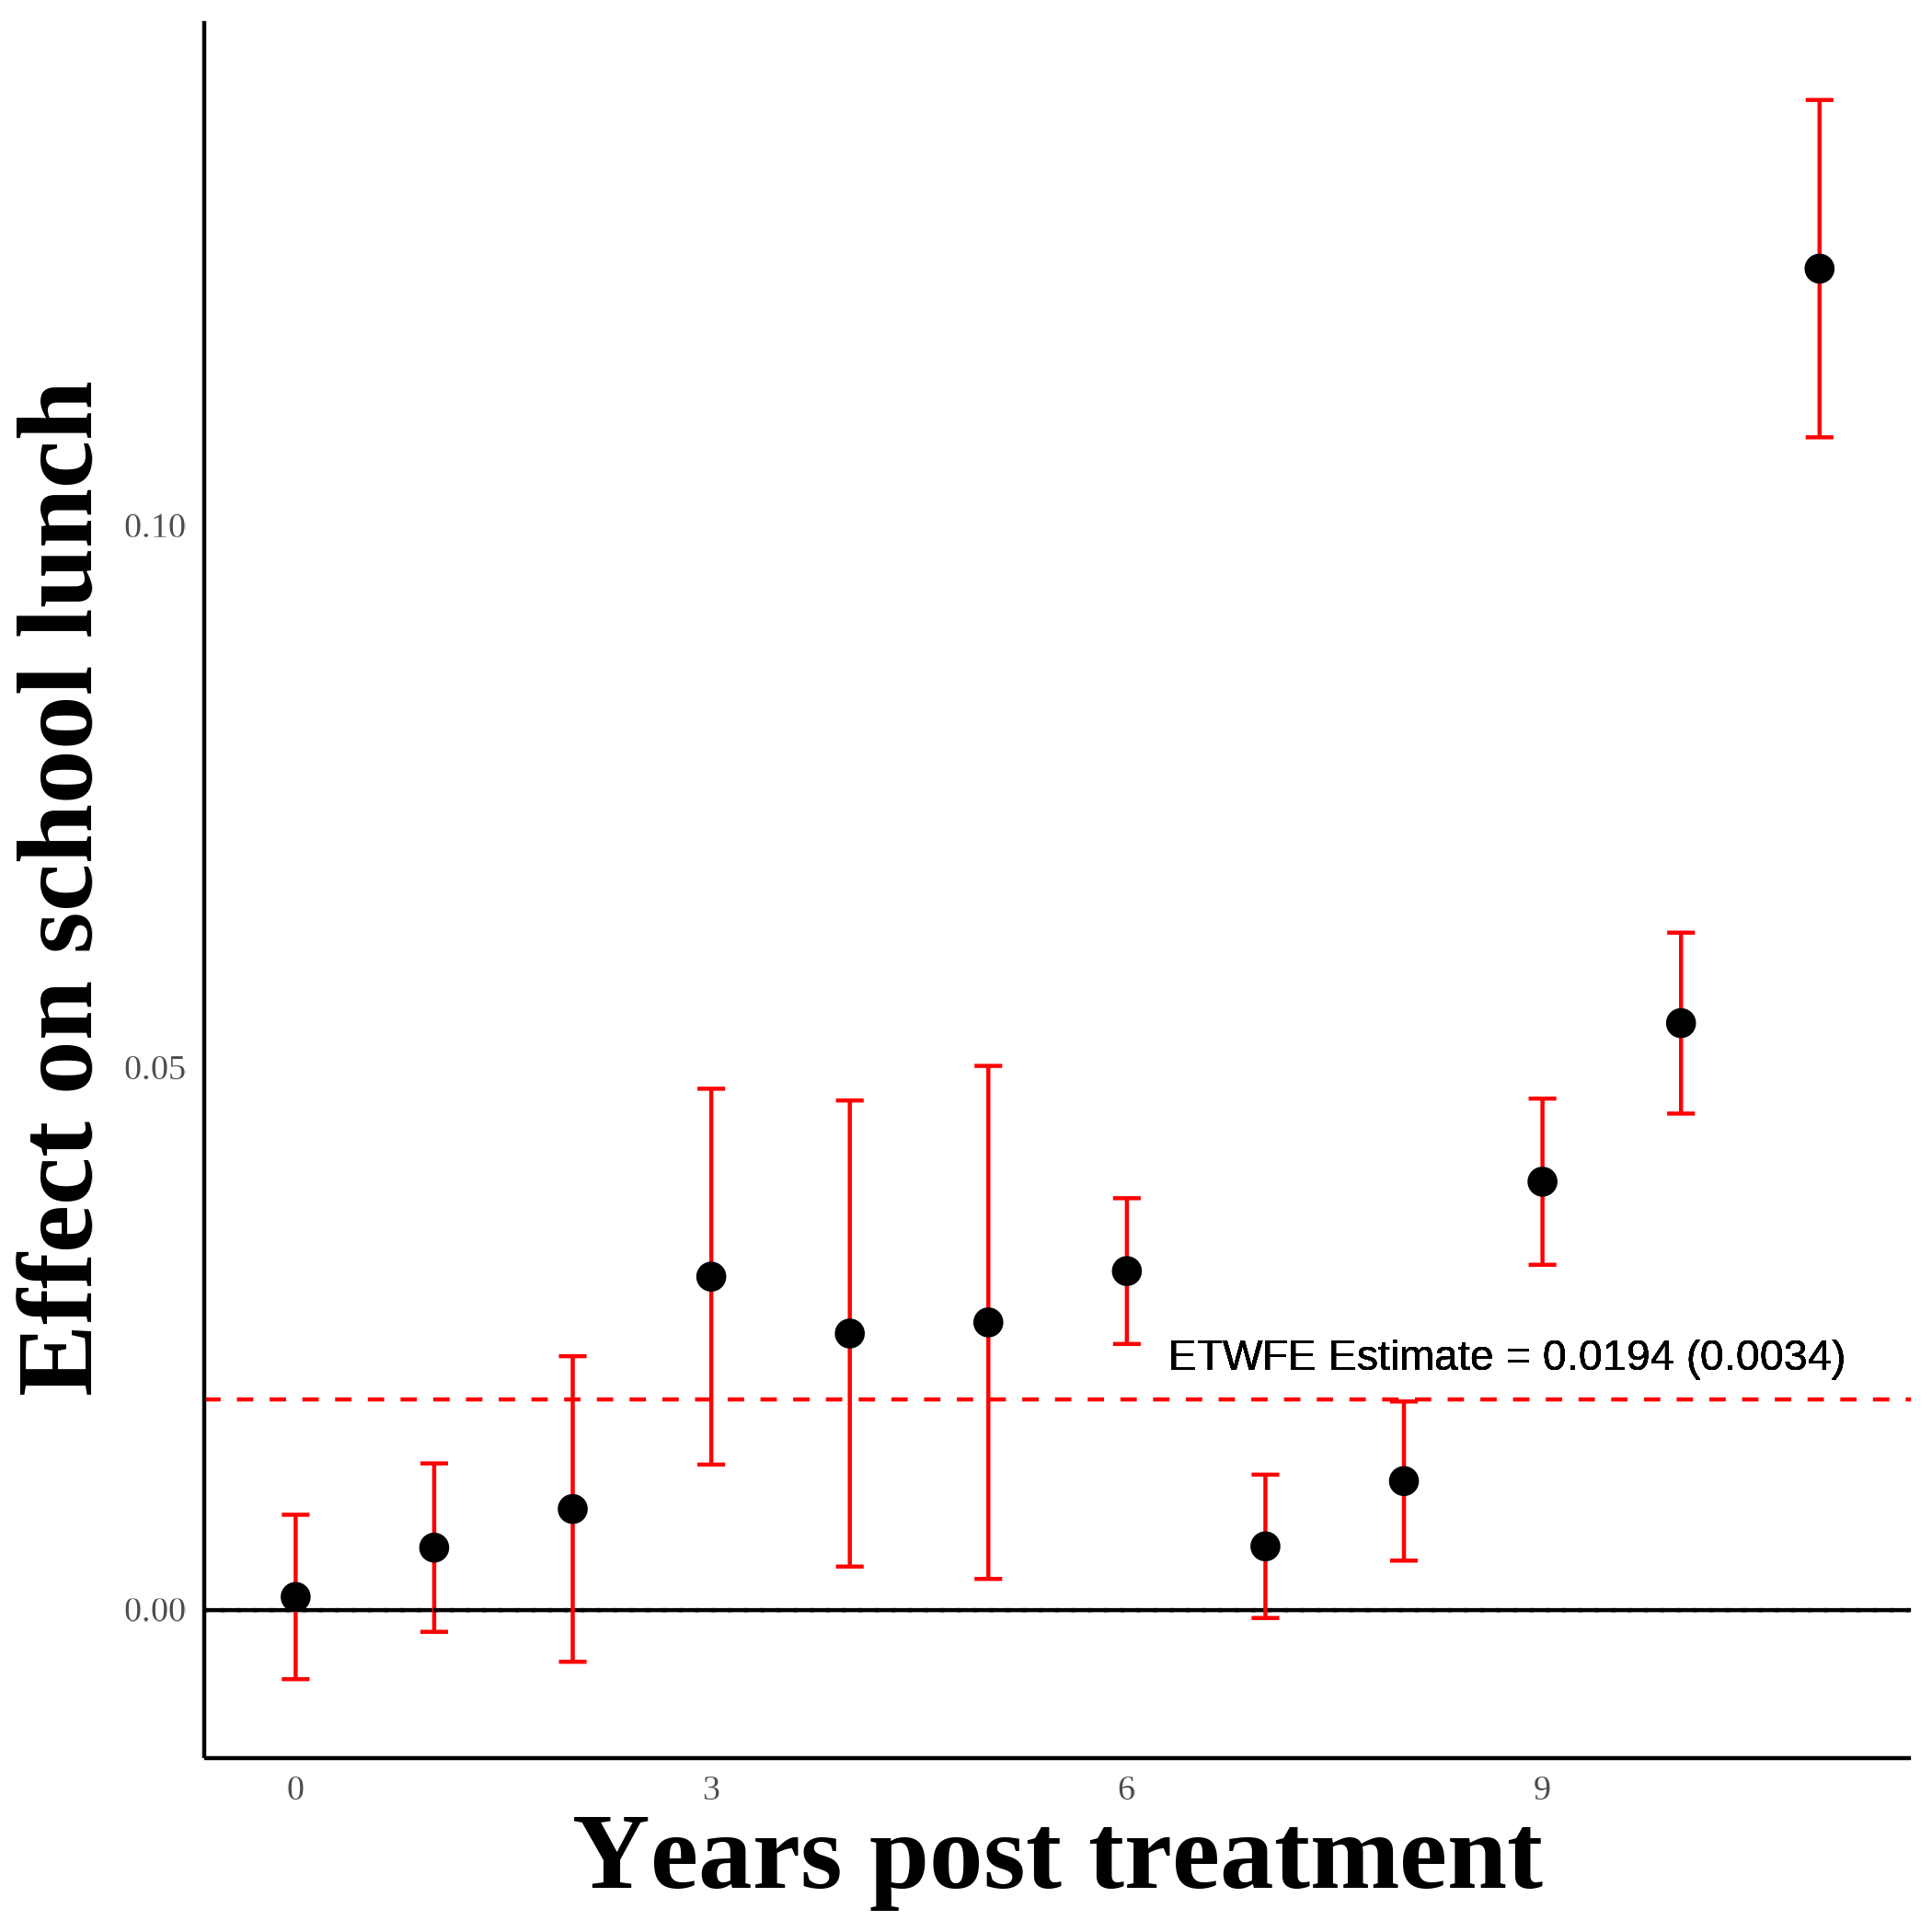 Effect on school lunch
0.10
0.05
0.00
ETWFE Estimate = 0.0194 (0.0034)
0 3 6 9
Years post treatment